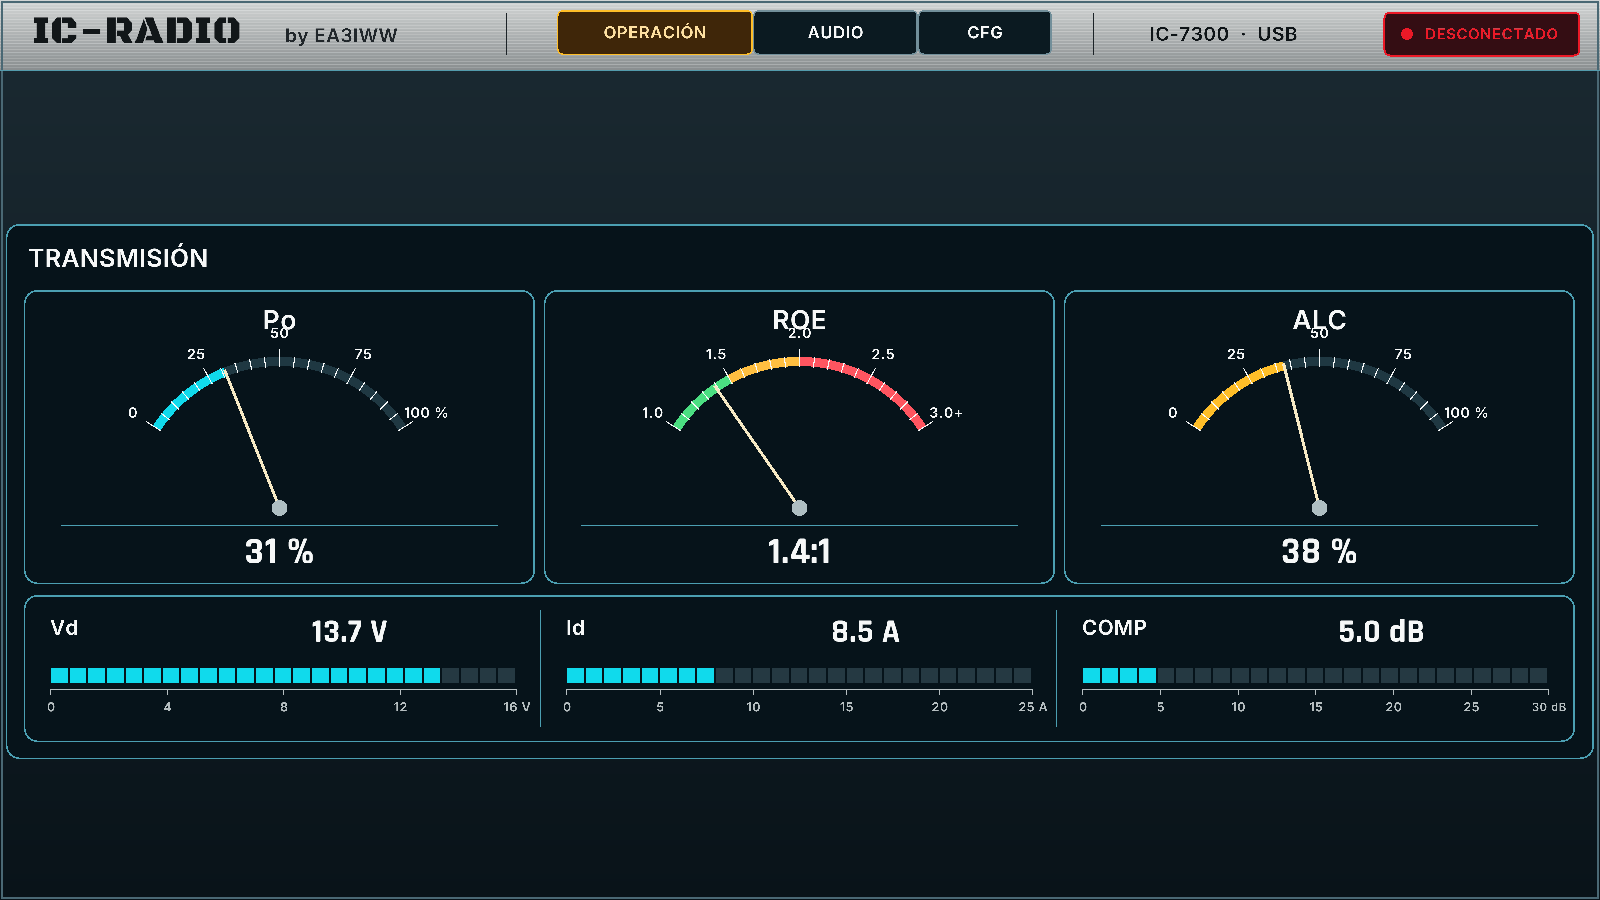 IC-RADIO by EA3IWW OPERACIÓN AUDIO CFG IC-7300 · USB DESCONECTADO
TRANSMISIÓN
Po
0 25 50 75 100 %
31 %
ROE
1.0 1.5 2.0 2.5 3.0+
1.4:1
ALC
0 25 50 75 100 %
38 %
Vd 13.7 V
0 4 8 12 16 V
Id 8.5 A
0 5 10 15 20 25 A
COMP 5.0 dB
0 5 10 15 20 25 30 dB